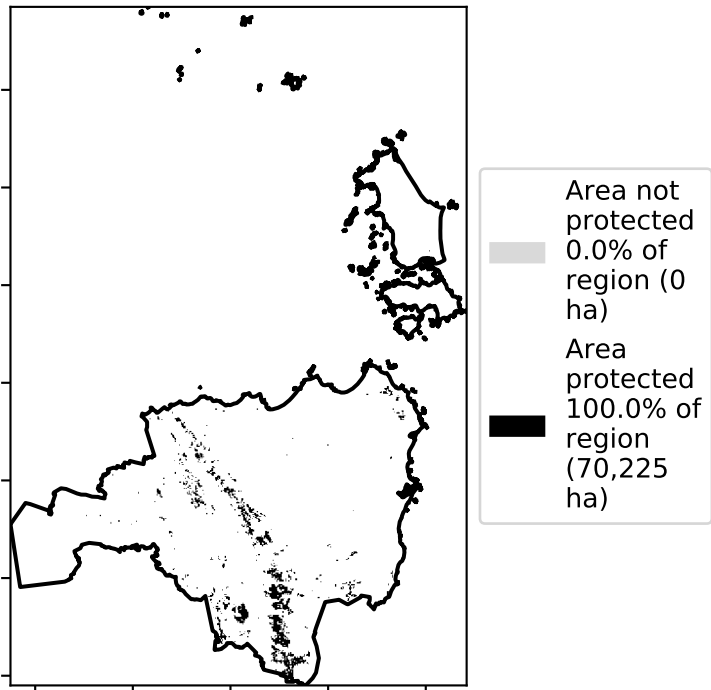 Area not
protected
0.0% of
region (0
ha)
Area
protected
100.0% of
region
(70,225
ha)